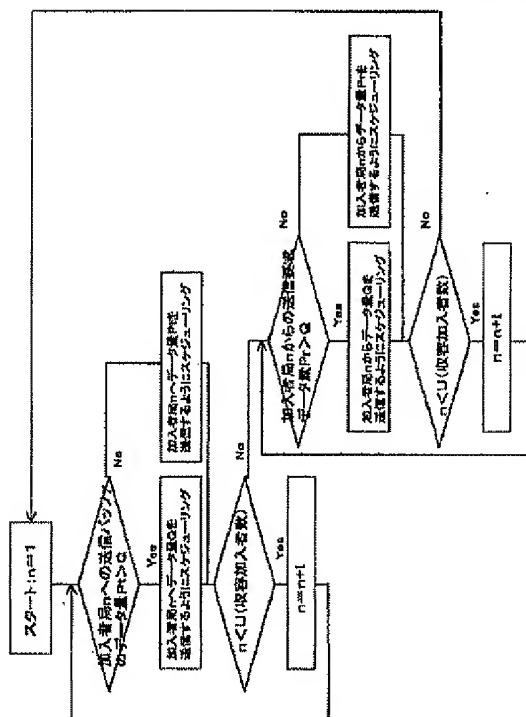 スタート:n=1
加入者局nへの送信バッファ
のデータ量Pt>Q
No
Yes
加入者局nへデータ量Qを
送信するようにスケジューリング
加入者局nへデータ量Ptを
送信するようにスケジューリング
n<U(収容加入者数)
No
Yes
n=n+1
加入者局nからの送信要求
データ量Pr>Q
No
Yes
加入者局nからデータ量Qを
送信するようにスケジューリング
加入者局nからデータ量Prを
送信するようにスケジューリング
n<U(収容加入者数)
No
Yes
n=n+1